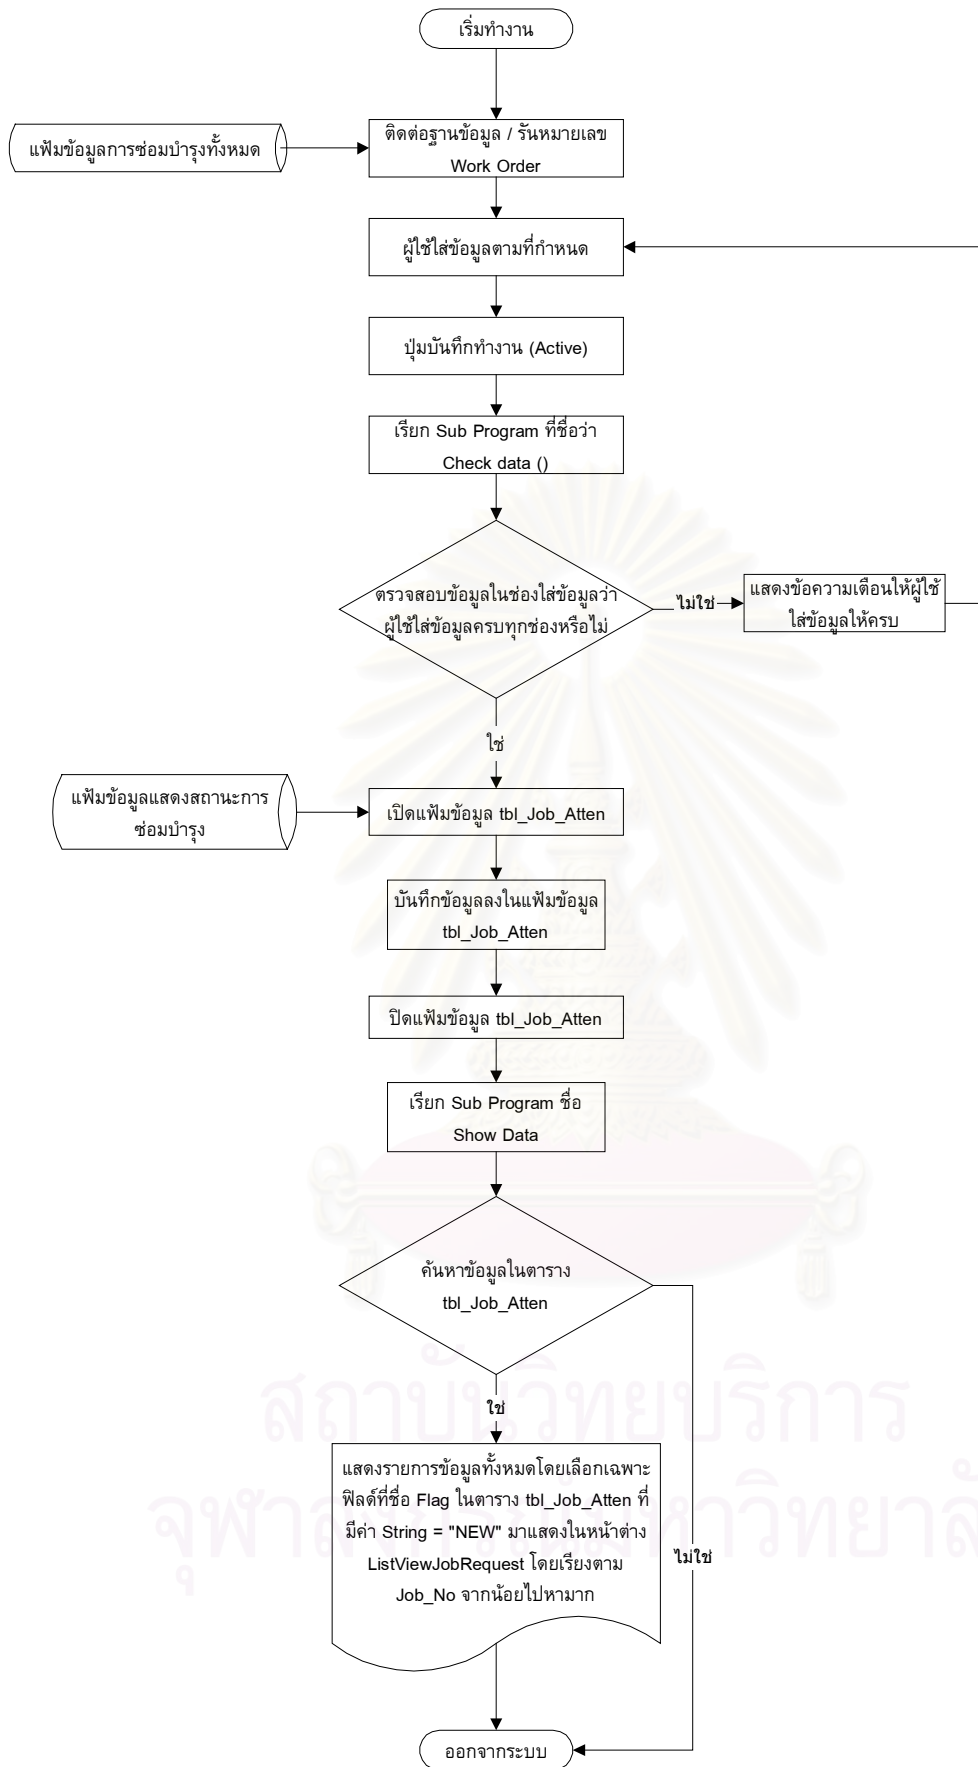 เริ่มทำงาน
แฟ้มข้อมูลการซ่อมบำรุงทั้งหมด
ติดต่อฐานข้อมูล / รันหมายเลข
Work Order
ผู้ใช้ใส่ข้อมูลตามที่กำหนด
ปุ่มบันทึกทำงาน (Active)
เรียก Sub Program ที่ชื่อว่า
Check data ()
ตรวจสอบข้อมูลในช่องใส่ข้อมูลว่า
ผู้ใช้ใส่ข้อมูลครบทุกช่องหรือไม่
ไม่ใช่
แสดงข้อความเตือนให้ผู้ใช้
ใส่ข้อมูลให้ครบ
ใช่
แฟ้มข้อมูลแสดงสถานะการ
ซ่อมบำรุง
เปิดแฟ้มข้อมูล tbl_Job_Atten
บันทึกข้อมูลลงในแฟ้มข้อมูล
tbl_Job_Atten
ปิดแฟ้มข้อมูล tbl_Job_Atten
เรียก Sub Program ชื่อ
Show Data
ค้นหาข้อมูลในตาราง
tbl_Job_Atten
ใช่
แสดงรายการข้อมูลทั้งหมดโดยเลือกเฉพาะ
ฟิลด์ที่ชื่อ Flag ในตาราง tbl_Job_Atten ที่
มีค่า String = "NEW" มาแสดงในหน้าต่าง
ListViewJobRequest โดยเรียงตาม
Job_No จากน้อยไปหามาก
ไม่ใช่
ออกจากระบบ
สถาบันวิทยบริการ